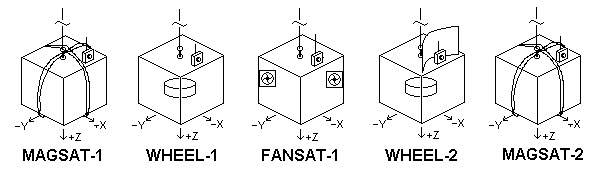 -Y +X +Z
-Y -X +Z
+Z
-Y -X +Z
-Y +X +Z
MAGSAT-1 WHEEL-1 FANSAT-1 WHEEL-2 MAGSAT-2